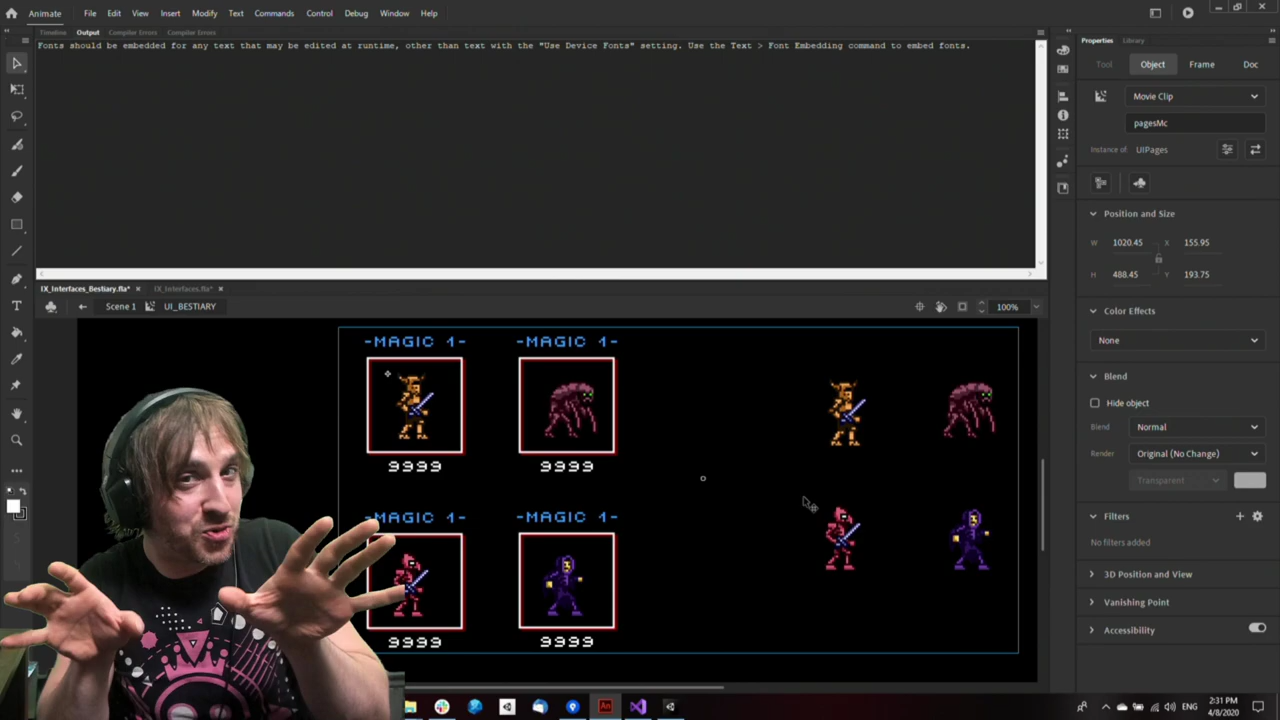 Animate File Edit View Insert Modify Text Commands Control Debug Window Help
Timeline Output Compiler Errors Compiler Errors
Fonts should be embedded for any text that may be edited at runtime, other than text with the "Use Device Fonts" setting. Use the Text > Font Embedding command to embed fonts.
Properties Library
Tool Object Frame Doc
Movie Clip
pagesMc
Instance of: UIPages
Position and Size
W 1020.45 X 155.95
H 488.45 Y 193.75
Color Effects
None
Blend
Hide object
Blend Normal
Render Original (No Change)
Transparent
Filters
No filters added
3D Position and View
Vanishing Point
Accessibility
IX_Interfaces_Bestiary.fla* IX_Interfaces.fla*
Scene 1 UI_BESTIARY 100%
-MAGIC 1- -MAGIC 1-
9999 9999
-MAGIC 1- -MAGIC 1-
9999 9999
An
ENG
2:31 PM
4/8/2020